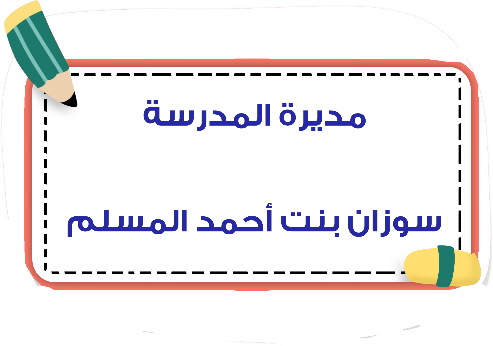 مديرة المدرسة
سوزان بنت أحمد المسلم